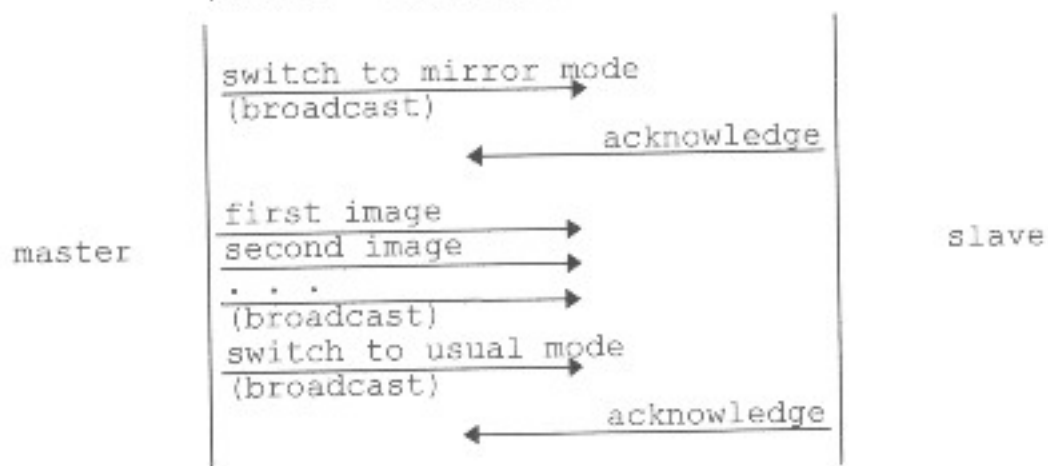 switch to mirror mode
(broadcast)
acknowledge
first image
master
second image
slave
. . .
(broadcast)
switch to usual mode
(broadcast)
acknowledge